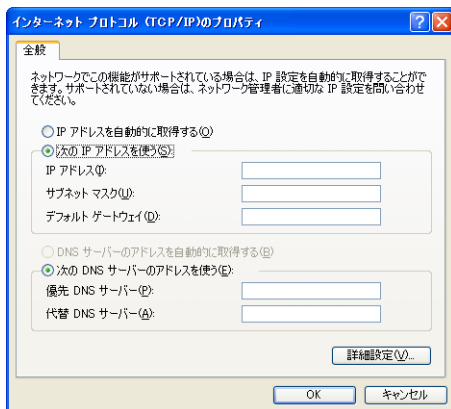 インターネット プロトコル (TCP/IP)のプロパティ
全般
ネットワークでこの機能がサポートされている場合は、IP 設定を自動的に取得することがで
きます。サポートされていない場合は、ネットワーク管理者に適切な IP 設定を問い合わせ
てください。
IP アドレスを自動的に取得する(O)
次の IP アドレスを使う(S):
IP アドレス(I):
サブネット マスク(U):
デフォルト ゲートウェイ(D):
DNS サーバーのアドレスを自動的に取得する(B)
次の DNS サーバーのアドレスを使う(E):
優先 DNS サーバー(P):
代替 DNS サーバー(A):
詳細設定(V)...
OK
キャンセル